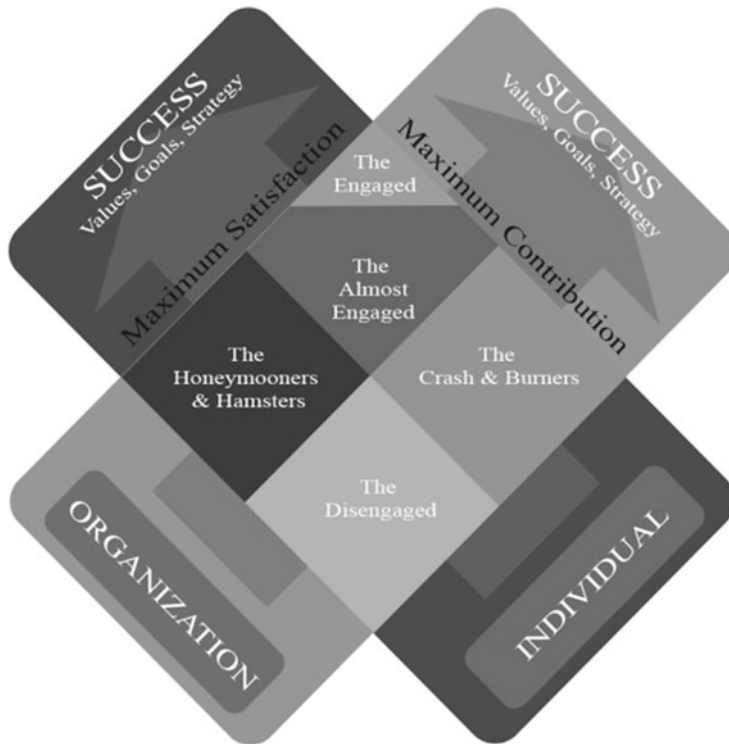 SUCCESS
Values, Goals, Strategy
Maximum Satisfaction
SUCCESS
Values, Goals, Strategy
Maximum Contribution
The
Engaged
The
Almost
Engaged
The
Honeymooners
& Hamsters
The
Crash & Burners
The
Disengaged
ORGANIZATION
INDIVIDUAL